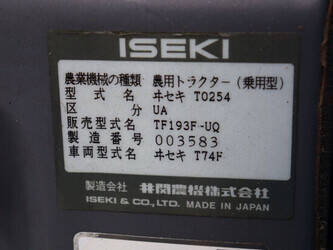 ISEKI
農業機械の種類 農用トラクター(乗用型)
型式名 ヰセキ TO254
区分 UA
販売型式名 TF193F-UQ
製造番号 003583
車両型式名 ヰセキ T74F
製造会社 井関農機株式会社
ISEKI & CO., LTD. MADE IN JAPAN